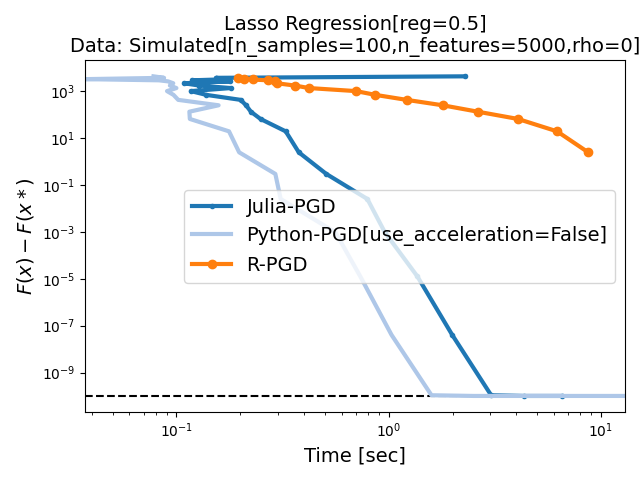 Lasso Regression[reg=0.5]
Data: Simulated[n_samples=100,n_features=5000,rho=0]
F(x) − F(x*)
10³
10¹
10⁻¹
10⁻³
10⁻⁵
10⁻⁷
10⁻⁹
Julia-PGD
Python-PGD[use_acceleration=False]
R-PGD
10⁻¹
10⁰
10¹
Time [sec]